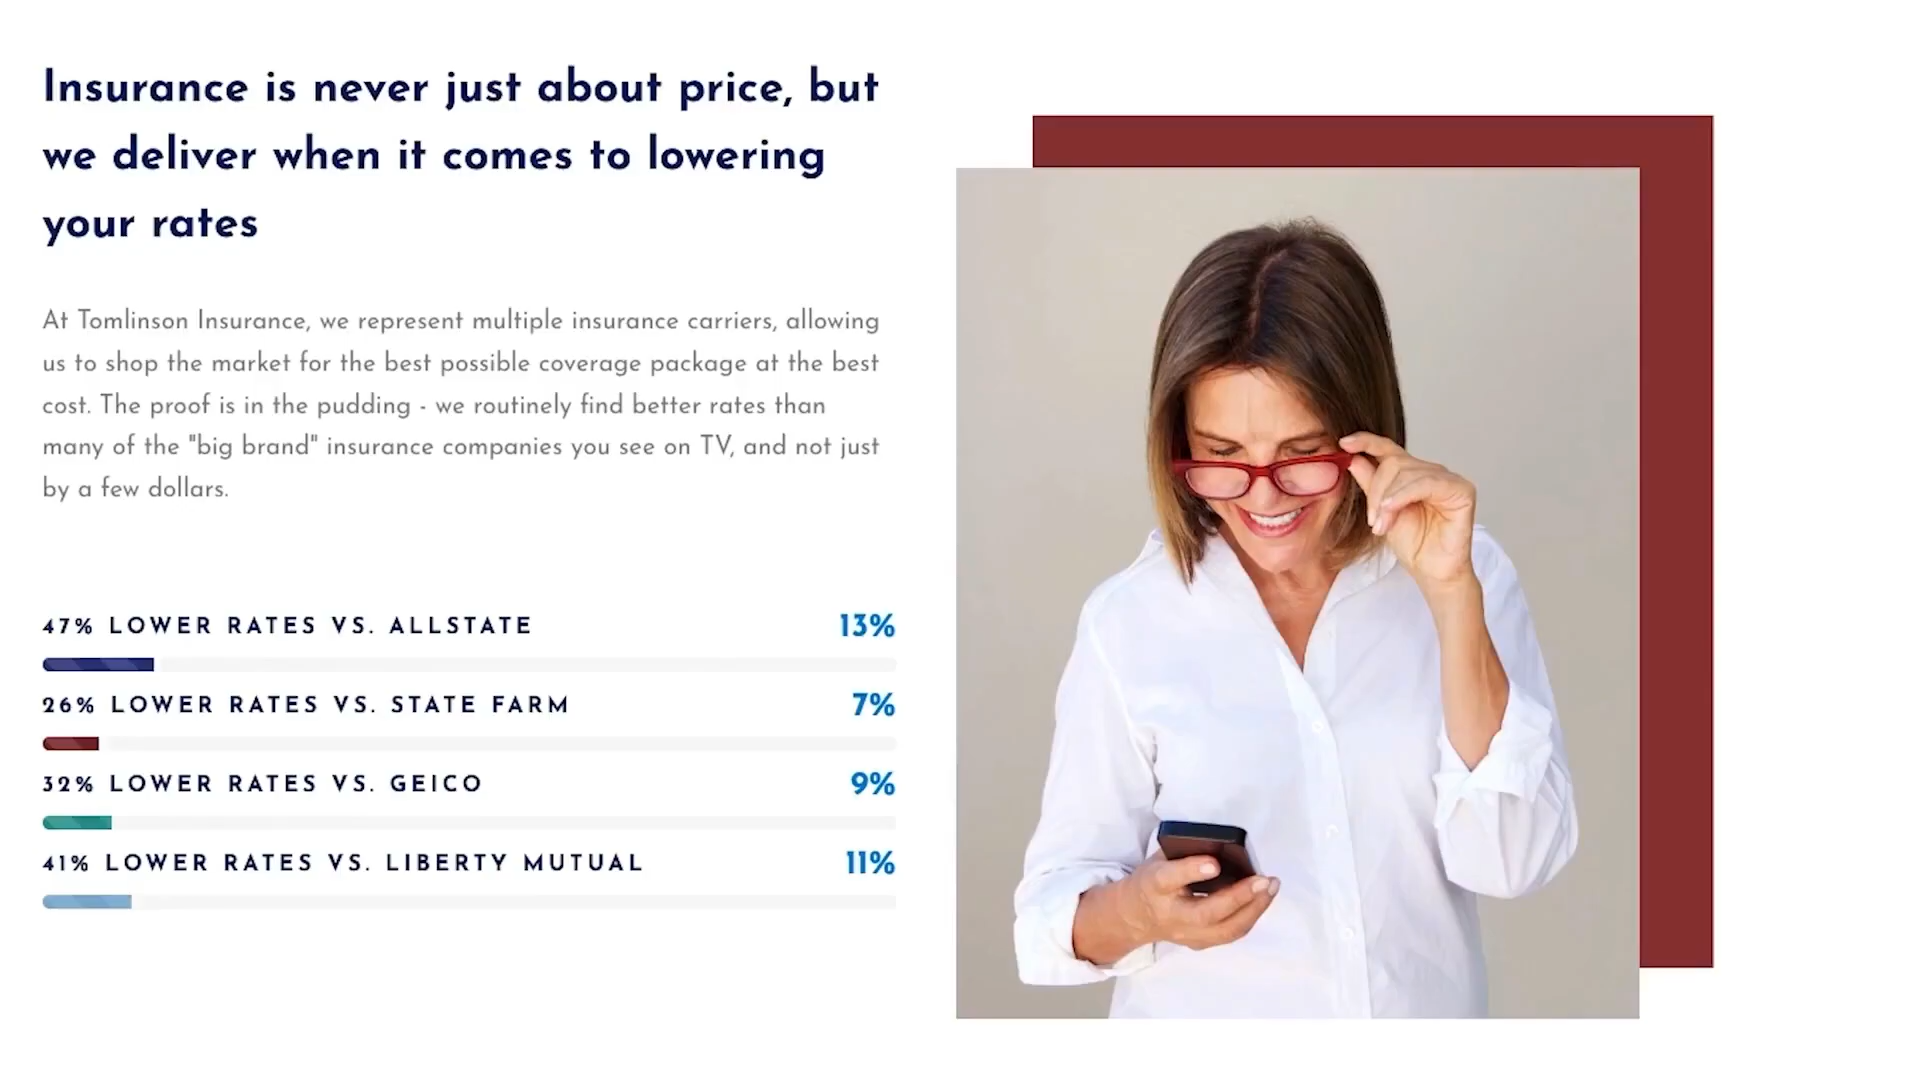 Insurance is never just about price, but
we deliver when it comes to lowering
your rates
At Tomlinson Insurance, we represent multiple insurance carriers, allowing
us to shop the market for the best possible coverage package at the best
cost. The proof is in the pudding - we routinely find better rates than
many of the "big brand" insurance companies you see on TV, and not just
by a few dollars.
47% LOWER RATES VS. ALLSTATE 13%
26% LOWER RATES VS. STATE FARM 7%
32% LOWER RATES VS. GEICO 9%
41% LOWER RATES VS. LIBERTY MUTUAL 11%